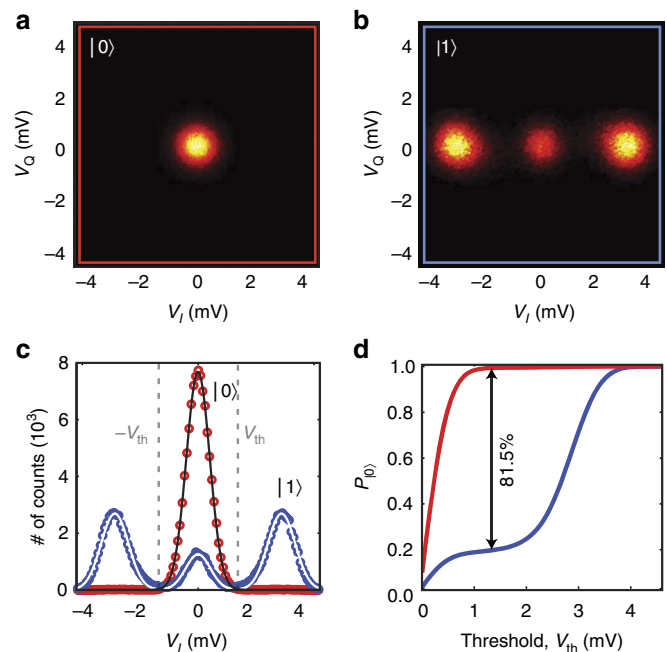 a
b
|0⟩
|1⟩
4
2
0
−2
−4
V_Q (mV)
−4 −2 0 2 4
V_I (mV)
4
2
0
−2
−4
V_Q (mV)
−4 −2 0 2 4
V_I (mV)
c
d
8
6
4
2
0
# of counts (10³)
|0⟩
−V_th
V_th
|1⟩
−4 −2 0 2 4
V_I (mV)
1.0
0.8
0.6
0.4
0.2
0.0
P_|0⟩
81.5%
0 1 2 3 4
Threshold, V_th (mV)